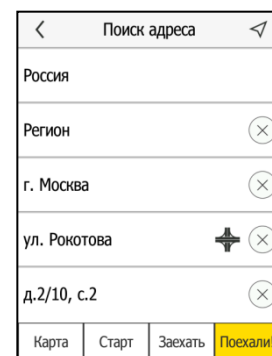 Поиск адреса
Россия
Регион
г. Москва
ул. Рокотова
д.2/10, с.2
Карта Старт Заехать Поехали!